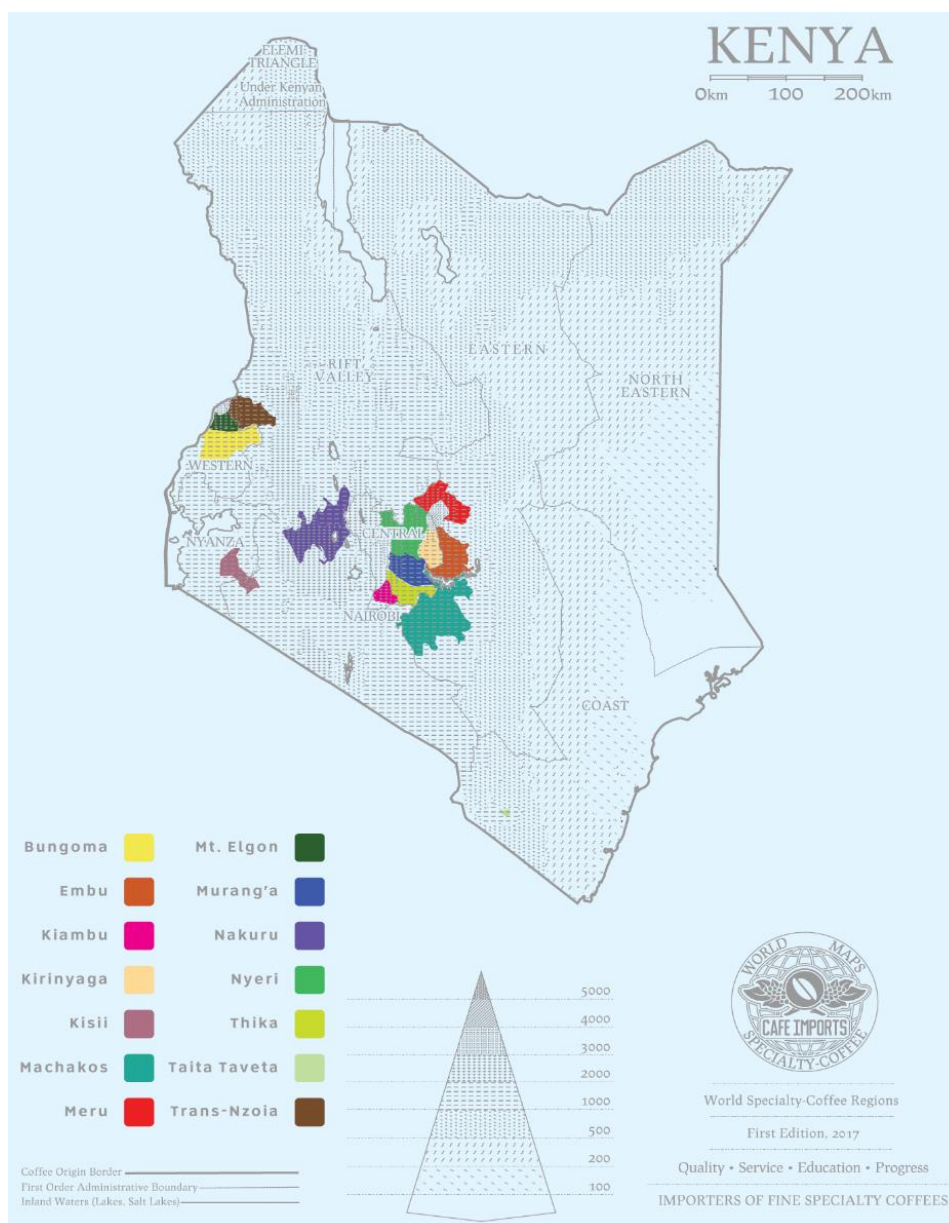 KENYA
0km 100 200km
ELEMI
TRIANGLE
Under Kenyan
Administration
EASTERN
RIFT
VALLEY
NORTH
EASTERN
WESTERN
CENTRAL
NYANZA
NAIROBI
COAST
Bungoma
Mt. Elgon
Embu
Murang'a
Kiambu
Nakuru
Kirinyaga
Nyeri
Kisii
Thika
Machakos
Taita Taveta
Meru
Trans-Nzoia
5000
4000
3000
2000
1000
500
200
100
WORLD MAPS
CAFE IMPORTS
SPECIALTY-COFFEE
World Specialty-Coffee Regions
First Edition, 2017
Quality • Service • Education • Progress
IMPORTERS OF FINE SPECIALTY COFFEES
Coffee Origin Border
First Order Administrative Boundary
Inland Waters (Lakes, Salt Lakes)